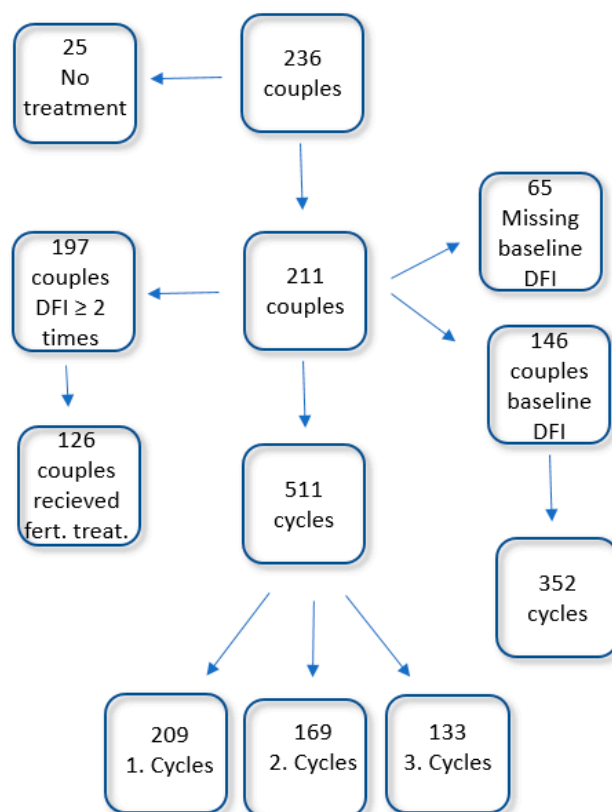 25
No
treatment
236
couples
65
Missing
baseline
DFI
197
couples
DFI ≥ 2
times
211
couples
146
couples
baseline
DFI
126
couples
recieved
fert. treat.
511
cycles
352
cycles
209
1. Cycles
169
2. Cycles
133
3. Cycles